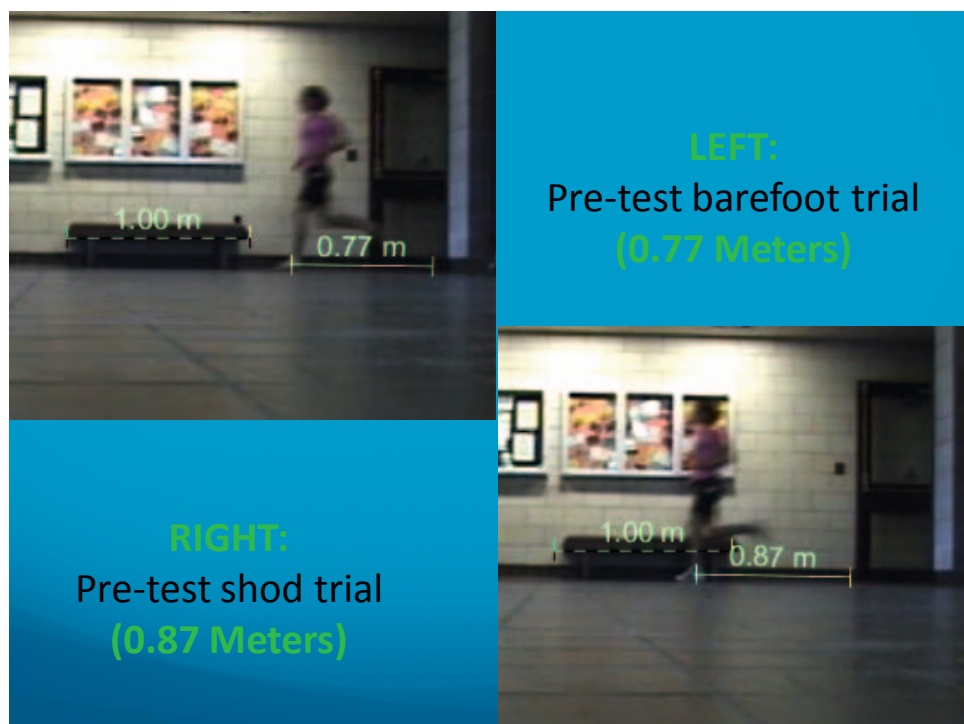 1.00 m
0.77 m
LEFT:
Pre-test barefoot trial
(0.77 Meters)
1.00 m
0.87 m
RIGHT:
Pre-test shod trial
(0.87 Meters)